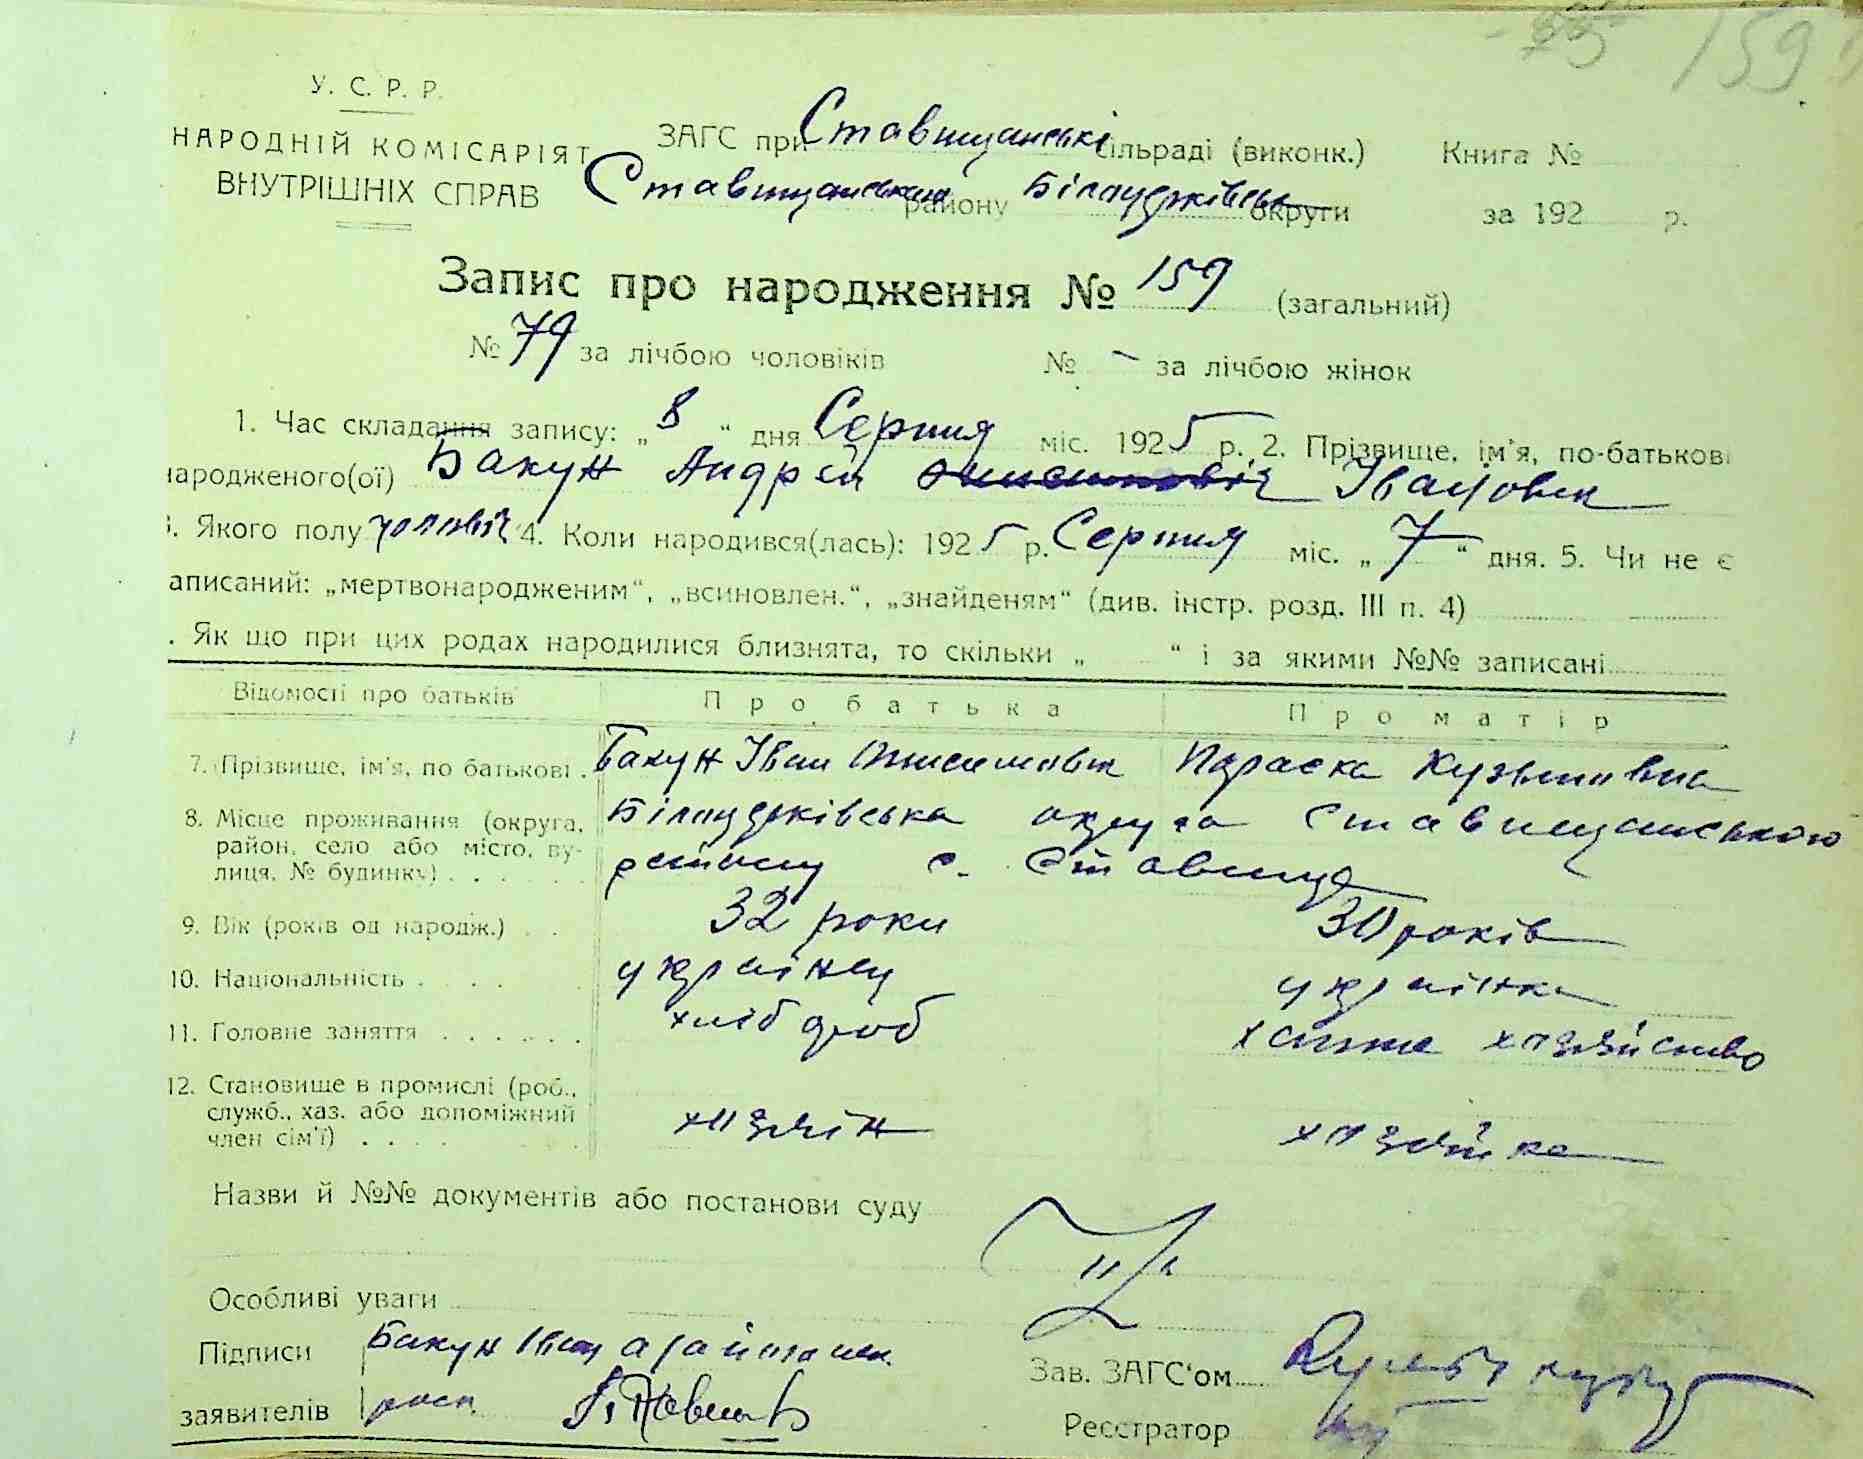 159
У. С. Р. Р.
НАРОДНІЙ КОМІСАРІЯТ
ВНУТРІШНІХ СПРАВ
ЗАГС при Ставищанські сільраді (виконк.) Книга №
Ставищанськ району Білоцерківськ округи за 192 р.
Запис про народження № 159 (загальний)
№ 79 за лічбою чоловіків № - за лічбою жінок
1. Час складання запису: „ 8 “ дня Серпня міс. 1925 р. 2. Прізвище, ім'я, по-батькові
народженого(ої) Бакун Андрей Іванович
3. Якого полу чоловіч 4. Коли народився(лась): 1925 р. Серпня міс. „ 7 “ дня. 5. Чи не є
аписаний: „мертвонародженим“, „всиновлен.“, „знайденям“ (див. інстр. розд. III п. 4)
. Як що при цих родах народилися близнята, то скільки „ “ і за якими №№ записані
Відомості про батьків Про батька Про матір
7. Прізвище, ім'я, по батькові . Бакун Іван Онисимович Параска Кузьмивна
8. Місце проживання (округа, район, село або місто, вулиця, № будинку) . . . . . Білоцерківська округа Ставищанського
району с. Ставище
9. Вік (років од народж.) . . 32 роки 30 років
10. Національність . . . . українец українка
11. Головне заняття . . . . . . хлібороб хатне хазяйство
12. Становище в промислі (роб., служб., хаз. або допоміжний член сім'ї) . . . . хазяїн хазяйка
Назви й №№ документів або постанови суду
Особливі уваги
Підписи Бакун Іван
заявителів
Зав. ЗАГС'ом
Реєстратор